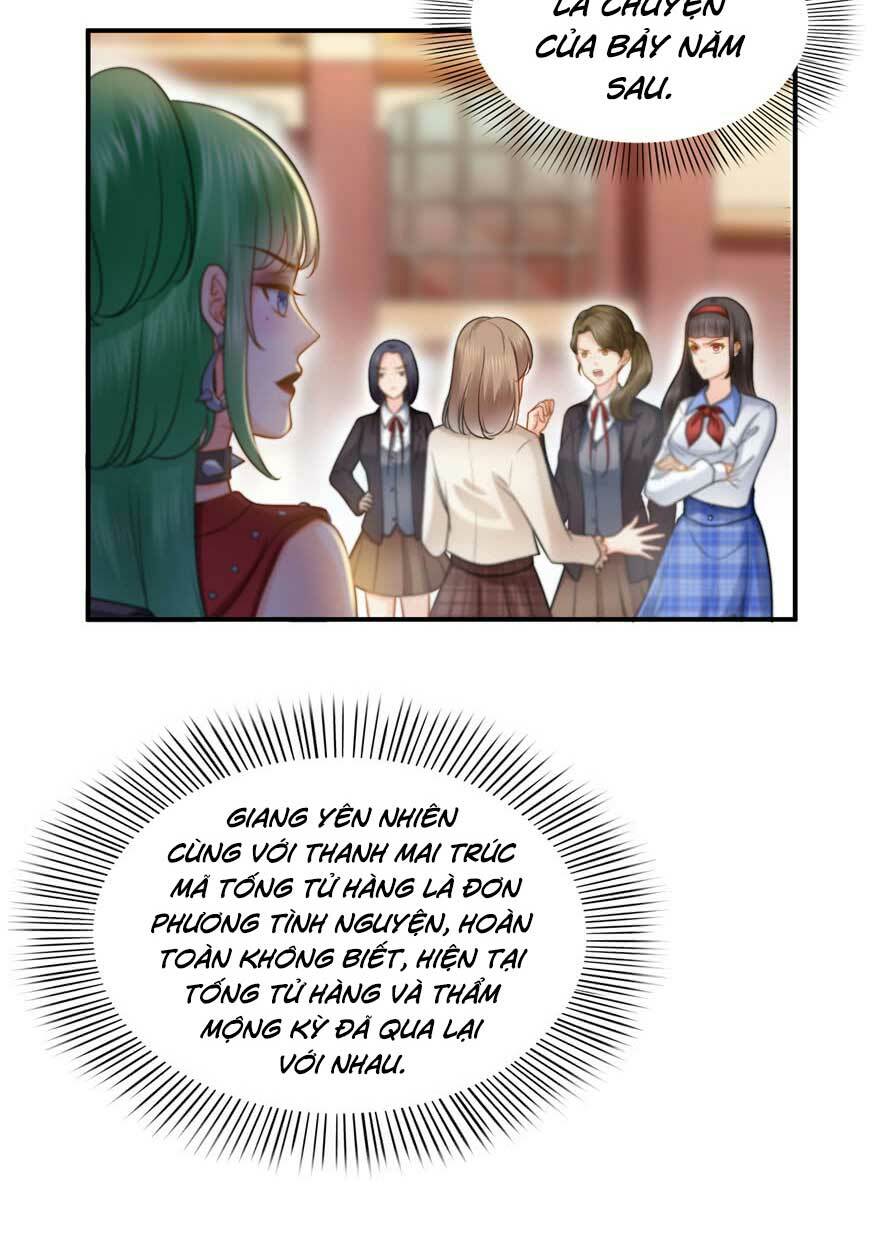 LÀ CHUYỆN
CỦA BẢY NĂM
SAU.
GIANG YÊN NHIÊN
CÙNG VỚI THANH MAI TRÚC
MÃ TỐNG TỬ HÀNG LÀ ĐƠN
PHƯƠNG TÌNH NGUYỆN, HOÀN
TOÀN KHÔNG BIẾT, HIỆN TẠI
TỐNG TỬ HÀNG VÀ THẨM
MỘNG KỲ ĐÃ QUA LẠI
VỚI NHAU.